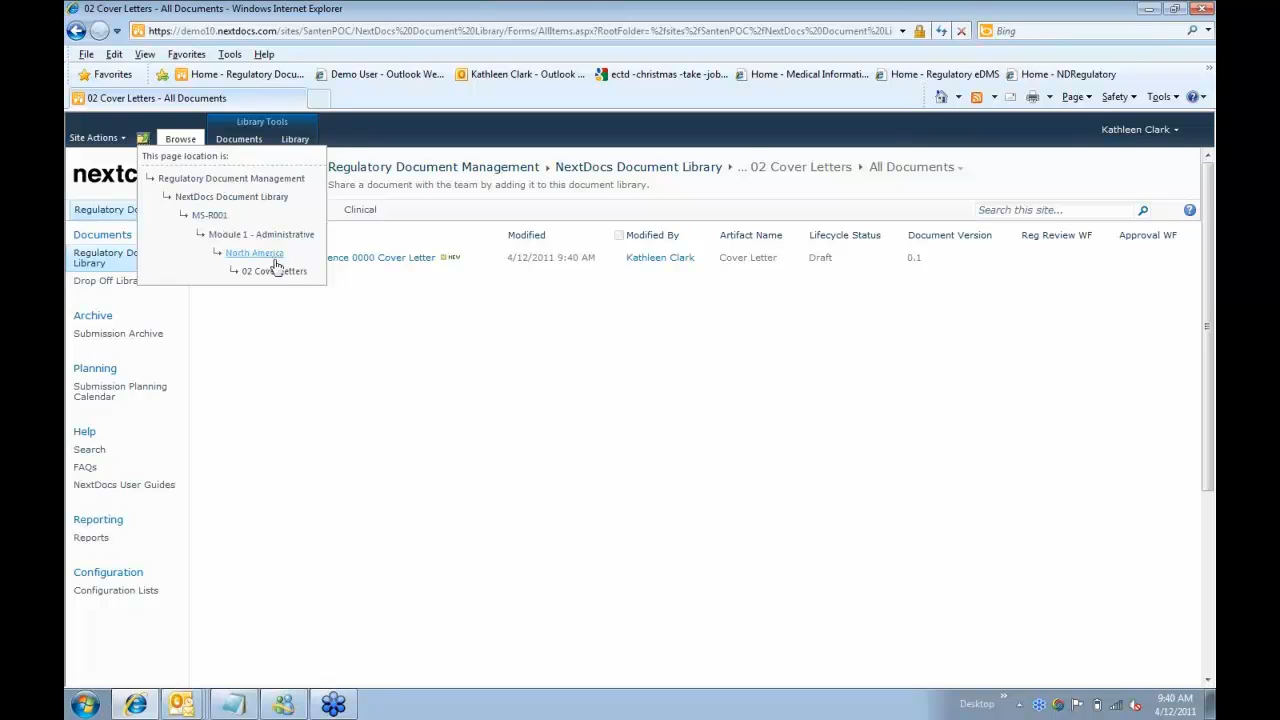 02 Cover Letters - All Documents - Windows Internet Explorer
https://demo10.nextdocs.com/sites/SantenPOC/NextDocs%20Document%20Library/Forms/AllItems.aspx?RootFolder=%2fsites%2fSantenPOC%2fNextDocs%20Document%20Li
Bing
File Edit View Favorites Tools Help
Favorites
Home - Regulatory Docu...
Demo User - Outlook We...
Kathleen Clark - Outlook ...
ectd -christmas -take -job...
Home - Medical Informati...
Home - Regulatory eDMS
Home - NDRegulatory
02 Cover Letters - All Documents
Page Safety Tools
Library Tools
Site Actions Browse Documents Library
Kathleen Clark
This page location is:
Regulatory Document Management
NextDocs Document Library
MS-R001
Module 1 - Administrative
North America
02 Cover Letters
nextc
Regulatory Document Management NextDocs Document Library ... 02 Cover Letters All Documents
Share a document with the team by adding it to this document library.
Regulatory Do
Clinical
Search this site...
Documents
Regulatory Do
Library
Drop Off Libra
Modified Modified By Artifact Name Lifecycle Status Document Version Reg Review WF Approval WF
ence 0000 Cover Letter NEW 4/12/2011 9:40 AM Kathleen Clark Cover Letter Draft 0.1
Archive
Submission Archive
Planning
Submission Planning
Calendar
Help
Search
FAQs
NextDocs User Guides
Reporting
Reports
Configuration
Configuration Lists
Desktop
9:40 AM
4/12/2011